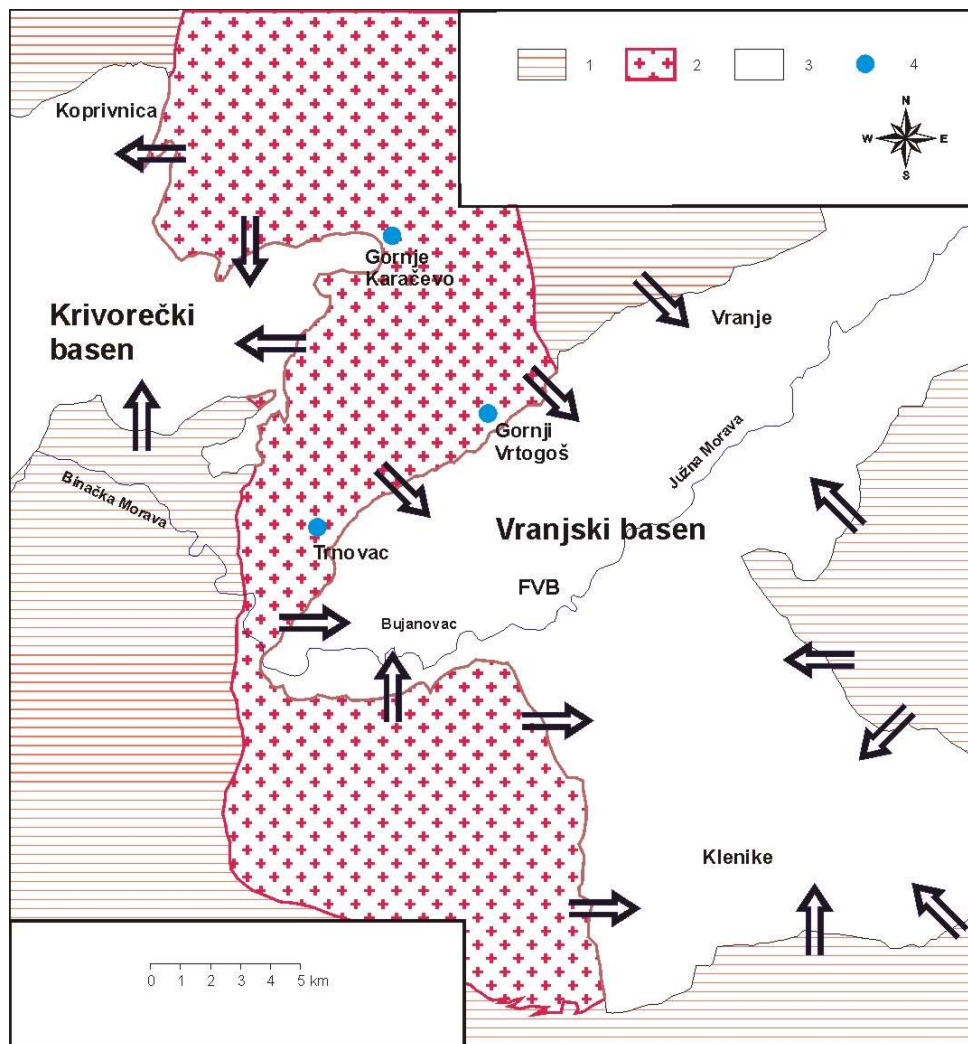 1
2
3
4
N
W
E
S
Koprivnica
Gornje
Karačevo
Krivorečki
basen
Vranje
Gornji
Vrtogoš
Južna Morava
Binačka Morava
Vranjski basen
Trnovac
FVB
Bujanovac
Klenike
0 1 2 3 4 5 km